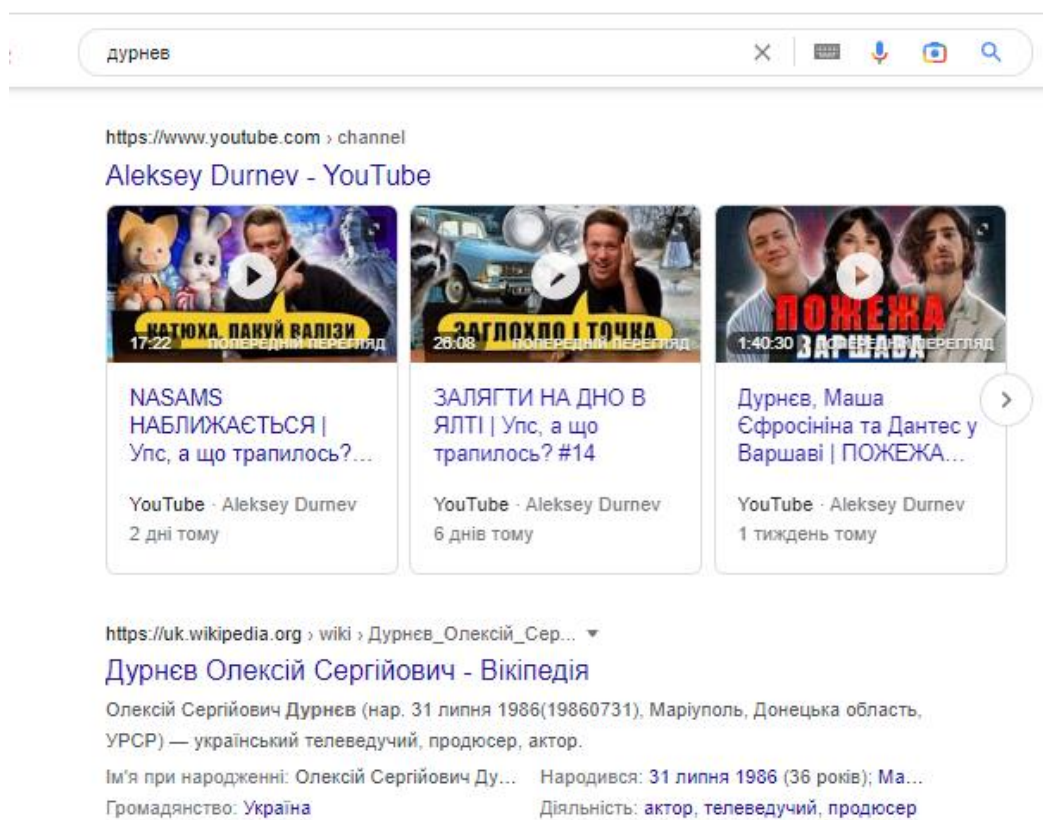 дурнев
https://www.youtube.com › channel
Aleksey Durnev - YouTube
КАТЮХА, ПАКУЙ ВАЛІЗИ
17:22 ПОПЕРЕДНІЙ ПЕРЕГЛЯД
ЗАГЛОХЛО І ТОЧКА
26:08 ПОПЕРЕДНІЙ ПЕРЕГЛЯД
ПОЖЕЖА
ВАРШАВА
1:40:30 ПОПЕРЕДНІЙ ПЕРЕГЛЯД
NASAMS
НАБЛИЖАЄТЬСЯ |
Упс, а що трапилось?...
YouTube · Aleksey Durnev
2 дні тому
ЗАЛЯГТИ НА ДНО В
ЯЛТІ | Упс, а що
трапилось? #14
YouTube · Aleksey Durnev
6 днів тому
Дурнєв, Маша
Єфросініна та Дантес у
Варшаві | ПОЖЕЖА...
YouTube · Aleksey Durnev
1 тиждень тому
https://uk.wikipedia.org › wiki › Дурнєв_Олексій_Сер...
Дурнєв Олексій Сергійович - Вікіпедія
Олексій Сергійович Дурнєв (нар. 31 липня 1986(19860731), Маріуполь, Донецька область,
УРСР) — український телеведучий, продюсер, актор.
Ім'я при народженні: Олексій Сергійович Ду... Народився: 31 липня 1986 (36 років); Ма...
Громадянство: Україна Діяльність: актор, телеведучий, продюсер